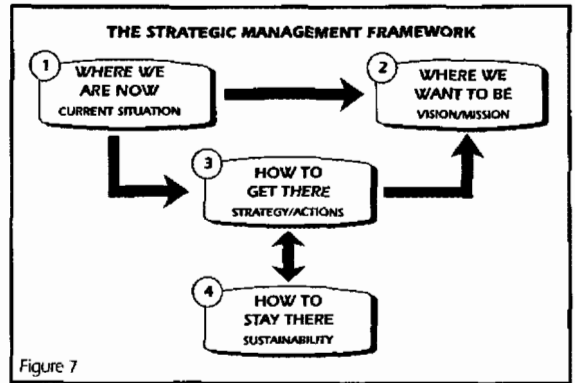 THE STRATEGIC MANAGEMENT FRAMEWORK
1
WHERE WE
ARE NOW
CURRENT SITUATION
2
WHERE WE
WANT TO BE
VISION/MISSION
3
HOW TO
GET THERE
STRATEGY/ACTIONS
4
HOW TO
STAY THERE
SUSTAINABILITY
Figure 7